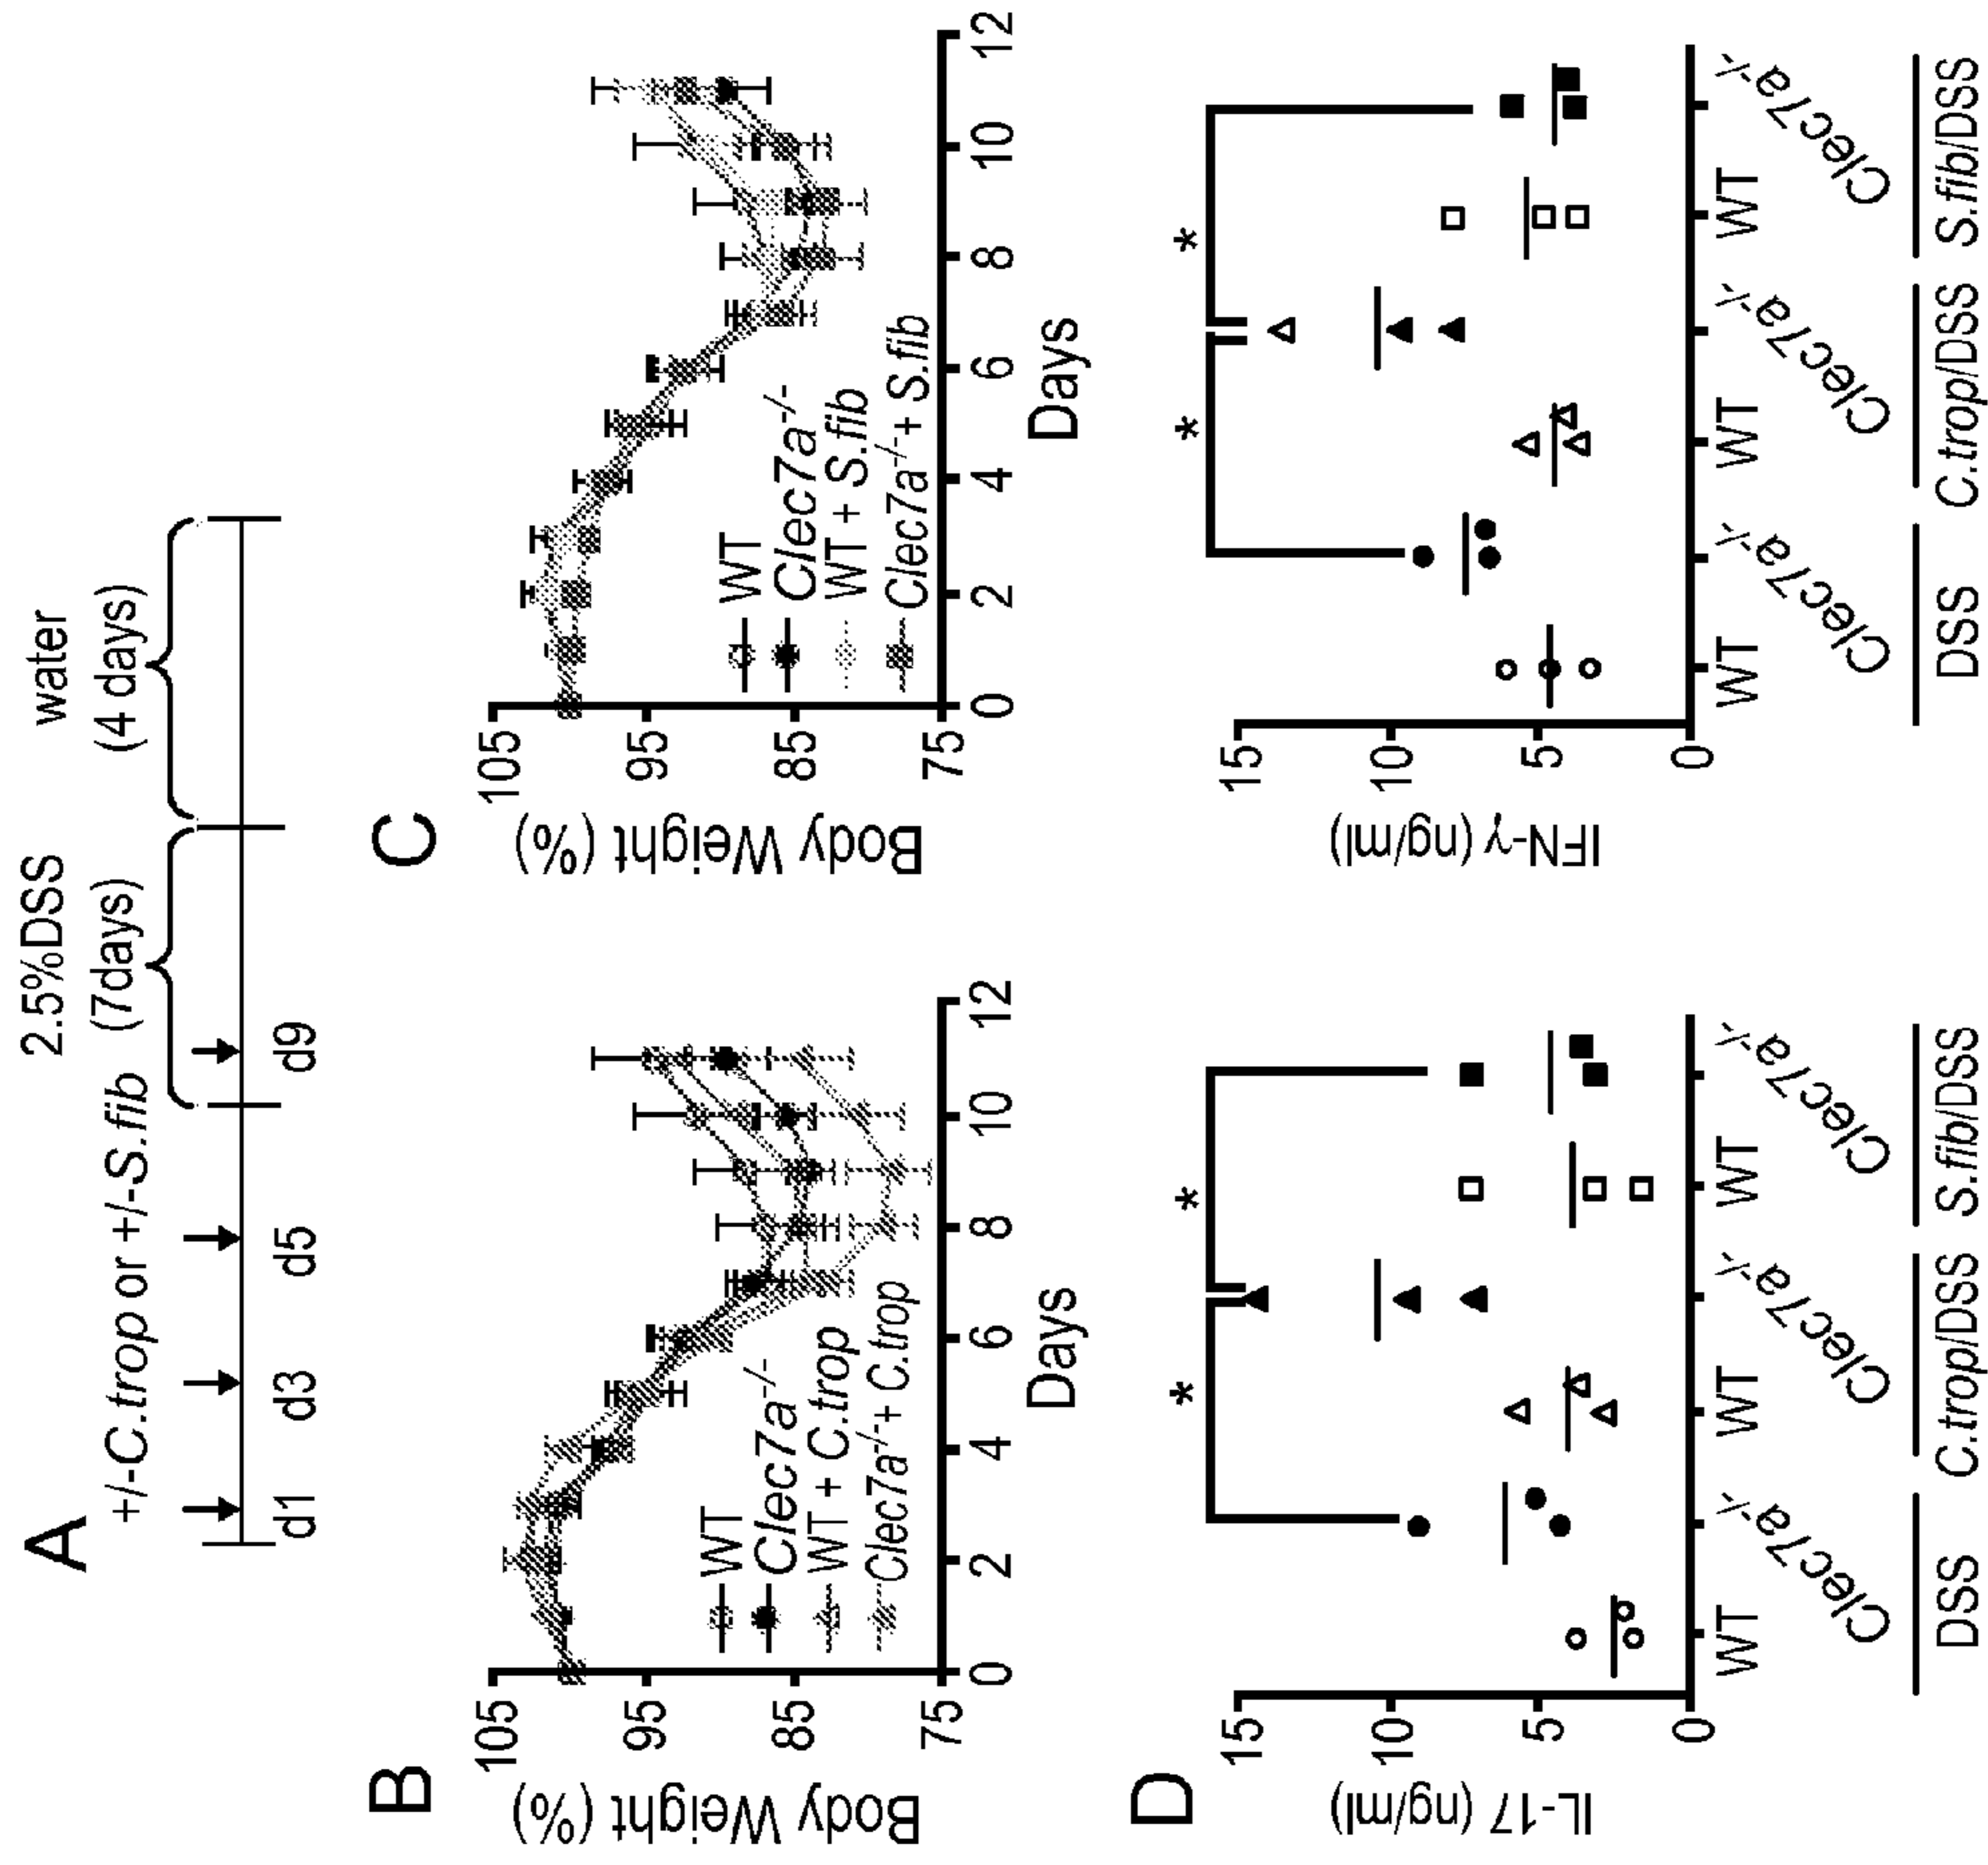 A
2.5%DSS
water
+/-C.trop or +/-S.fib
(7days)
(4 days)
d1
d3
d5
d9
B
Body Weight (%)
105
95
85
75
0
2
4
6
8
10
12
Days
WT
Clec7a-/-
WT + C.trop
Clec7a-/-+ C.trop
C
Body Weight (%)
105
95
85
75
0
2
4
6
8
10
12
Days
WT
Clec7a-/-
WT + S.fib
Clec7a-/-+ S.fib
D
IL-17 (ng/ml)
15
10
5
0
*
*
WT
Clec7a-/-
WT
Clec7a-/-
WT
Clec7a-/-
DSS
C.trop/DSS
S.fib/DSS
IFN-γ (ng/ml)
15
10
5
0
*
*
WT
Clec7a-/-
WT
Clec7a-/-
WT
Clec7a-/-
DSS
C.trop/DSS
S.fib/DSS